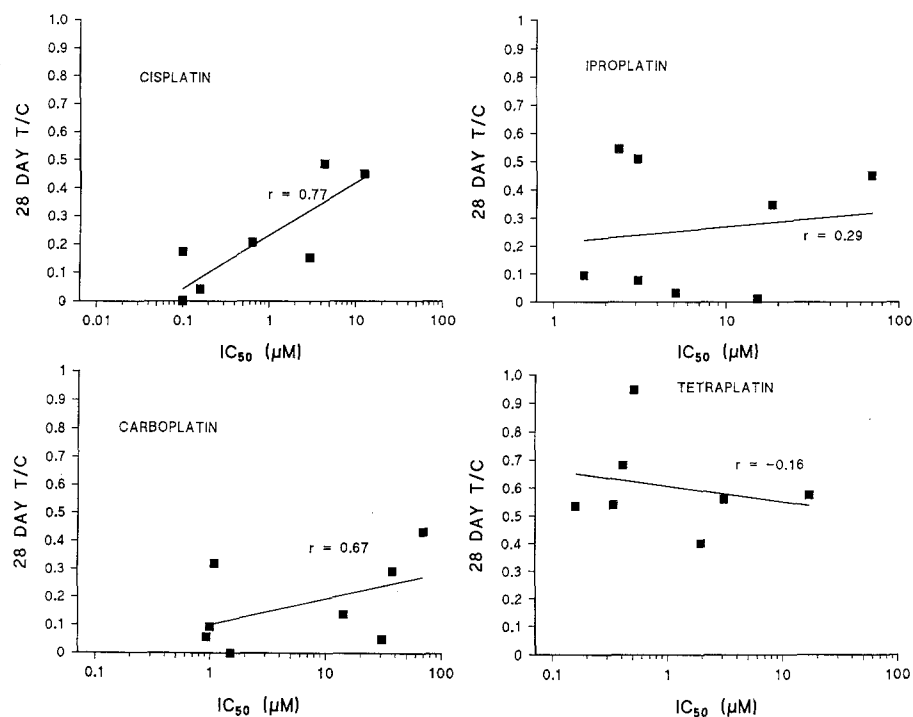 1.0
0.9
0.8
0.7
0.6
0.5
0.4
0.3
0.2
0.1
0
28 DAY T/C
CISPLATIN
r = 0.77
0.01 0.1 1 10 100
IC50 (μM)
1.0
0.9
0.8
0.7
0.6
0.5
0.4
0.3
0.2
0.1
0
28 DAY T/C
IPROPLATIN
r = 0.29
1 10 100
IC50 (μM)
1
0.9
0.8
0.7
0.6
0.5
0.4
0.3
0.2
0.1
0
28 DAY T/C
CARBOPLATIN
r = 0.67
0.1 1 10 100
IC50 (μM)
1.0
0.9
0.8
0.7
0.6
0.5
0.4
0.3
0.2
0.1
0
28 DAY T/C
TETRAPLATIN
r = -0.16
0.1 1 10 100
IC50 (μM)